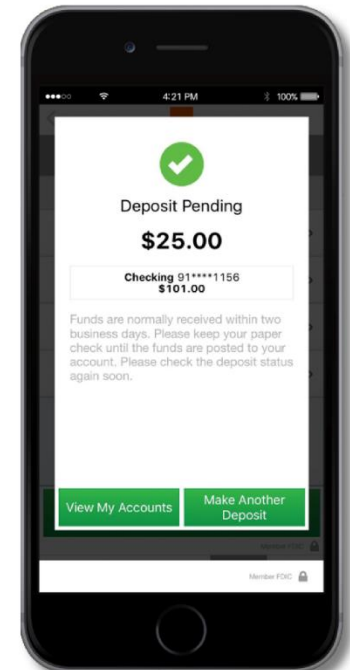 4:21 PM 100%
Deposit Pending
$25.00
Checking 91****1156
$101.00
Funds are normally received within two
business days. Please keep your paper
check until the funds are posted to your
account. Please check the deposit status
again soon.
View My Accounts
Make Another
Deposit
Member FDIC
Member FDIC